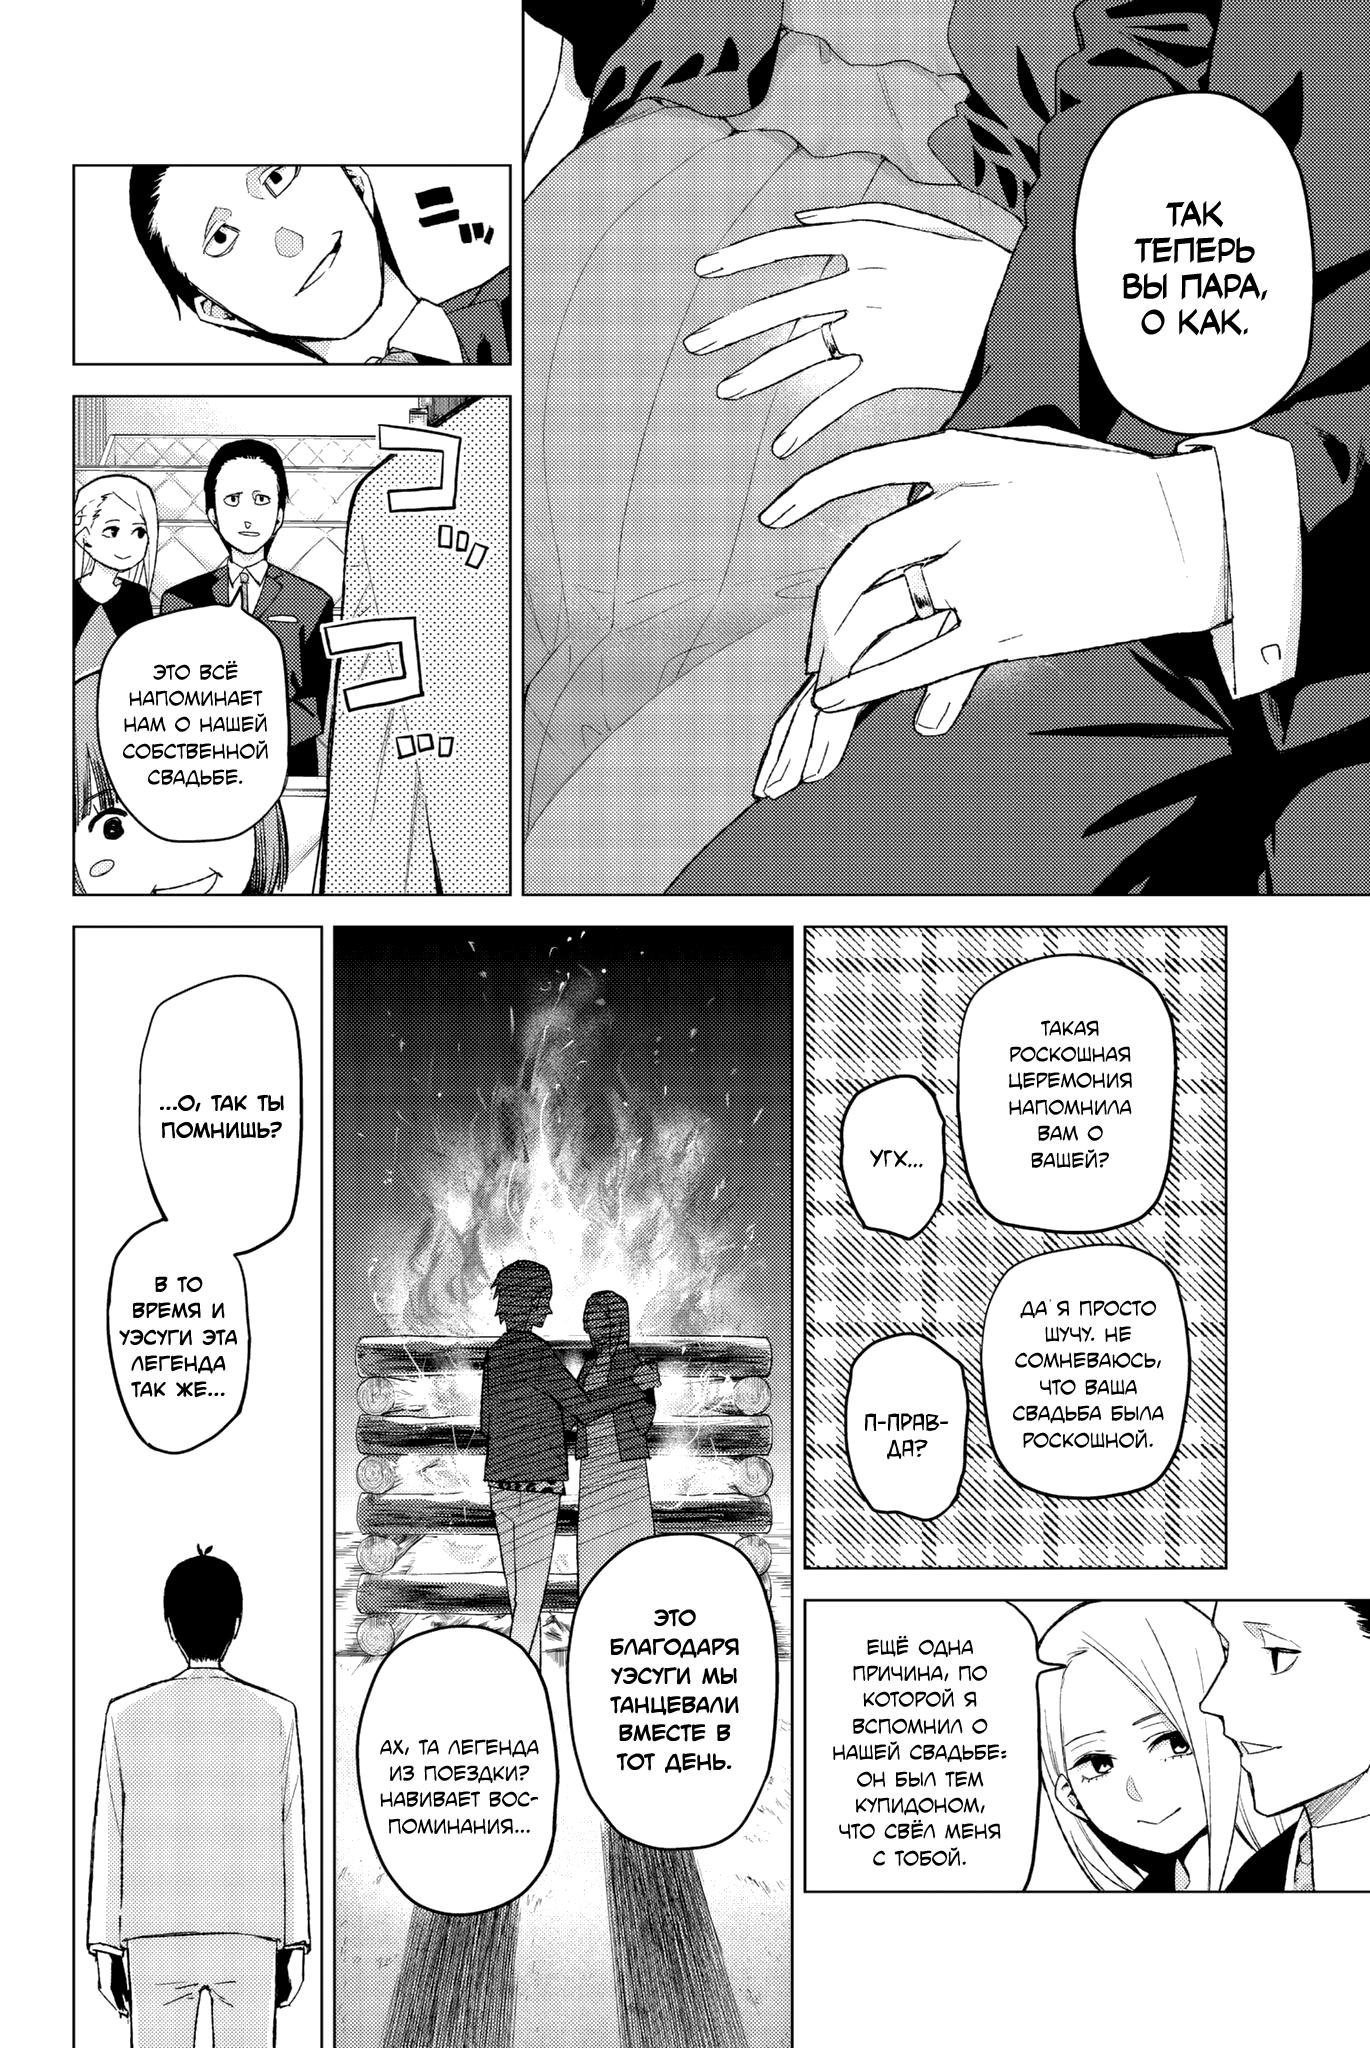 ТАК
ТЕПЕРЬ
ВЫ ПАРА,
О КАК.
ニ
コ
コ
ЭТО ВСЁ
НАПОМИНАЕТ
НАМ О НАШЕЙ
СОБСТВЕННОЙ
СВАДЬБЕ.
ТАКАЯ
РОСКОШНАЯ
ЦЕРЕМОНИЯ
НАПОМНИЛА
ВАМ О
ВАШЕЙ?
УГХ...
ДА Я ПРОСТО
ШУЧУ. НЕ
СОМНЕВАЮСЬ,
ЧТО ВАША
СВАДЬБА БЫЛА
РОСКОШНОЙ.
П-ПРАВ-
ДА?
ЕЩЁ ОДНА
ПРИЧИНА, ПО
КОТОРОЙ Я
ВСПОМНИЛ О
НАШЕЙ СВАДЬБЕ:
ОН БЫЛ ТЕМ
КУПИДОНОМ,
ЧТО СВЁЛ МЕНЯ
С ТОБОЙ.
ЭТО
БЛАГОДАРЯ
УЭСУГИ МЫ
ТАНЦЕВАЛИ
ВМЕСТЕ В
ТОТ ДЕНЬ.
АХ, ТА ЛЕГЕНДА
ИЗ ПОЕЗДКИ?
НАВИВАЕТ ВОС-
ПОМИНАНИЯ...
...О, ТАК ТЫ
ПОМНИШЬ?
В ТО
ВРЕМЯ И
УЭСУГИ ЭТА
ЛЕГЕНДА
ТАК ЖЕ...